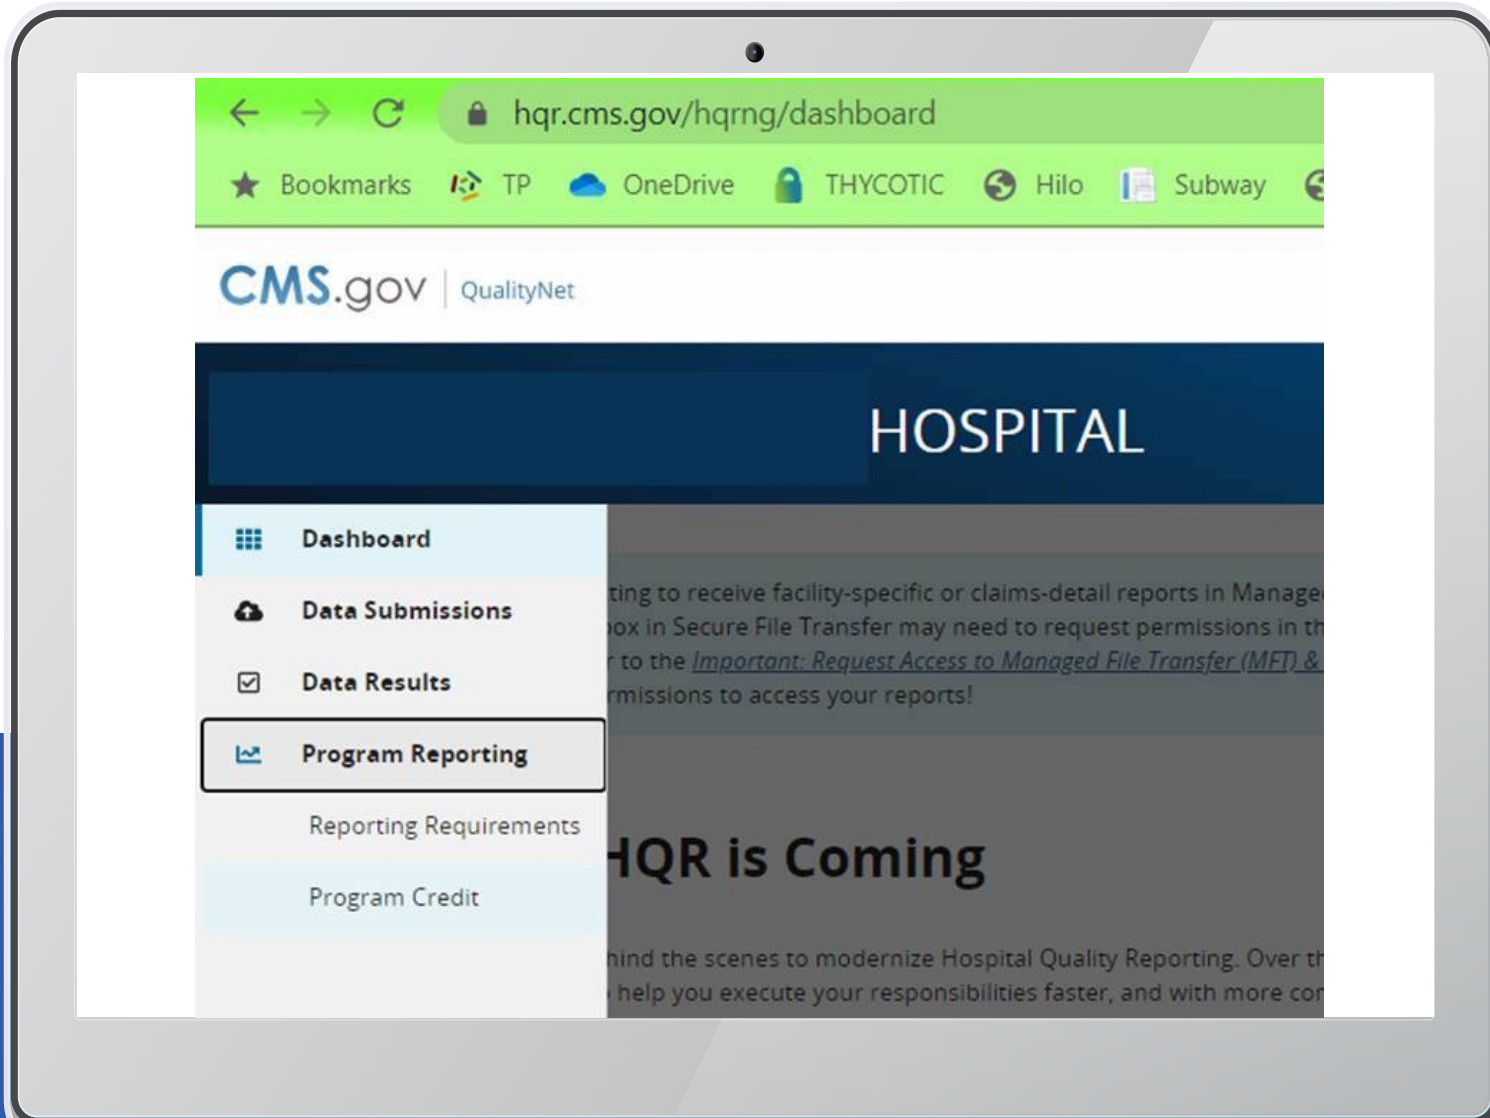 hqr.cms.gov/hqrng/dashboard
Bookmarks TP OneDrive THYCOTIC Hilo Subway
CMS.gov QualityNet
HOSPITAL
Dashboard
Data Submissions
Data Results
Program Reporting
Reporting Requirements
Program Credit
to receive facility-specific or claims-detail reports in
in Secure File Transfer may need to request permissions in
to the Important: Request Access to Managed File Transfer (MFT) &
to access your reports!
HQR is Coming
the scenes to modernize Hospital Quality Reporting. Over
help you execute your responsibilities faster, and with more